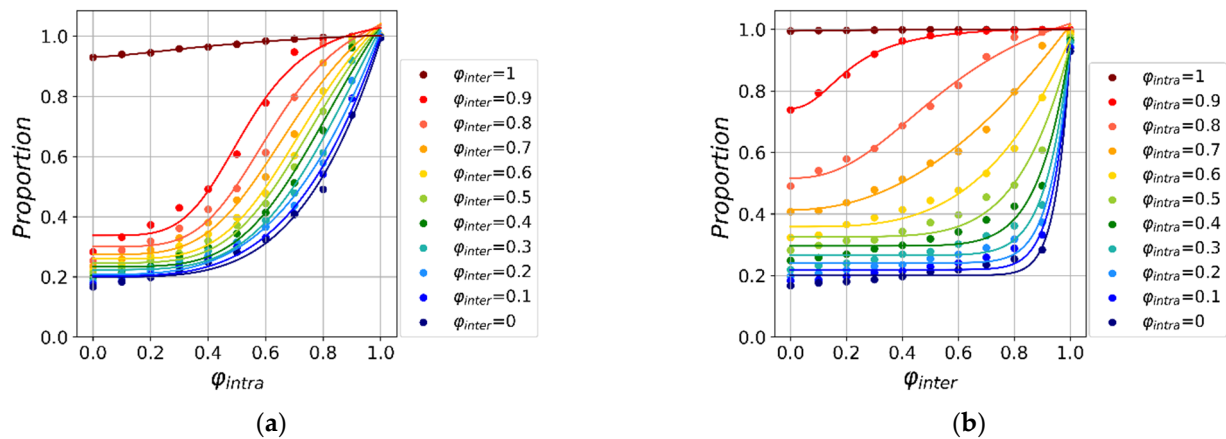 Proportion
1.0
0.8
0.6
0.4
0.2
0.0
0.0 0.2 0.4 0.6 0.8 1.0
φintra
φinter=1
φinter=0.9
φinter=0.8
φinter=0.7
φinter=0.6
φinter=0.5
φinter=0.4
φinter=0.3
φinter=0.2
φinter=0.1
φinter=0
(a)
Proportion
1.0
0.8
0.6
0.4
0.2
0.0
0.0 0.2 0.4 0.6 0.8 1.0
φinter
φintra=1
φintra=0.9
φintra=0.8
φintra=0.7
φintra=0.6
φintra=0.5
φintra=0.4
φintra=0.3
φintra=0.2
φintra=0.1
φintra=0
(b)